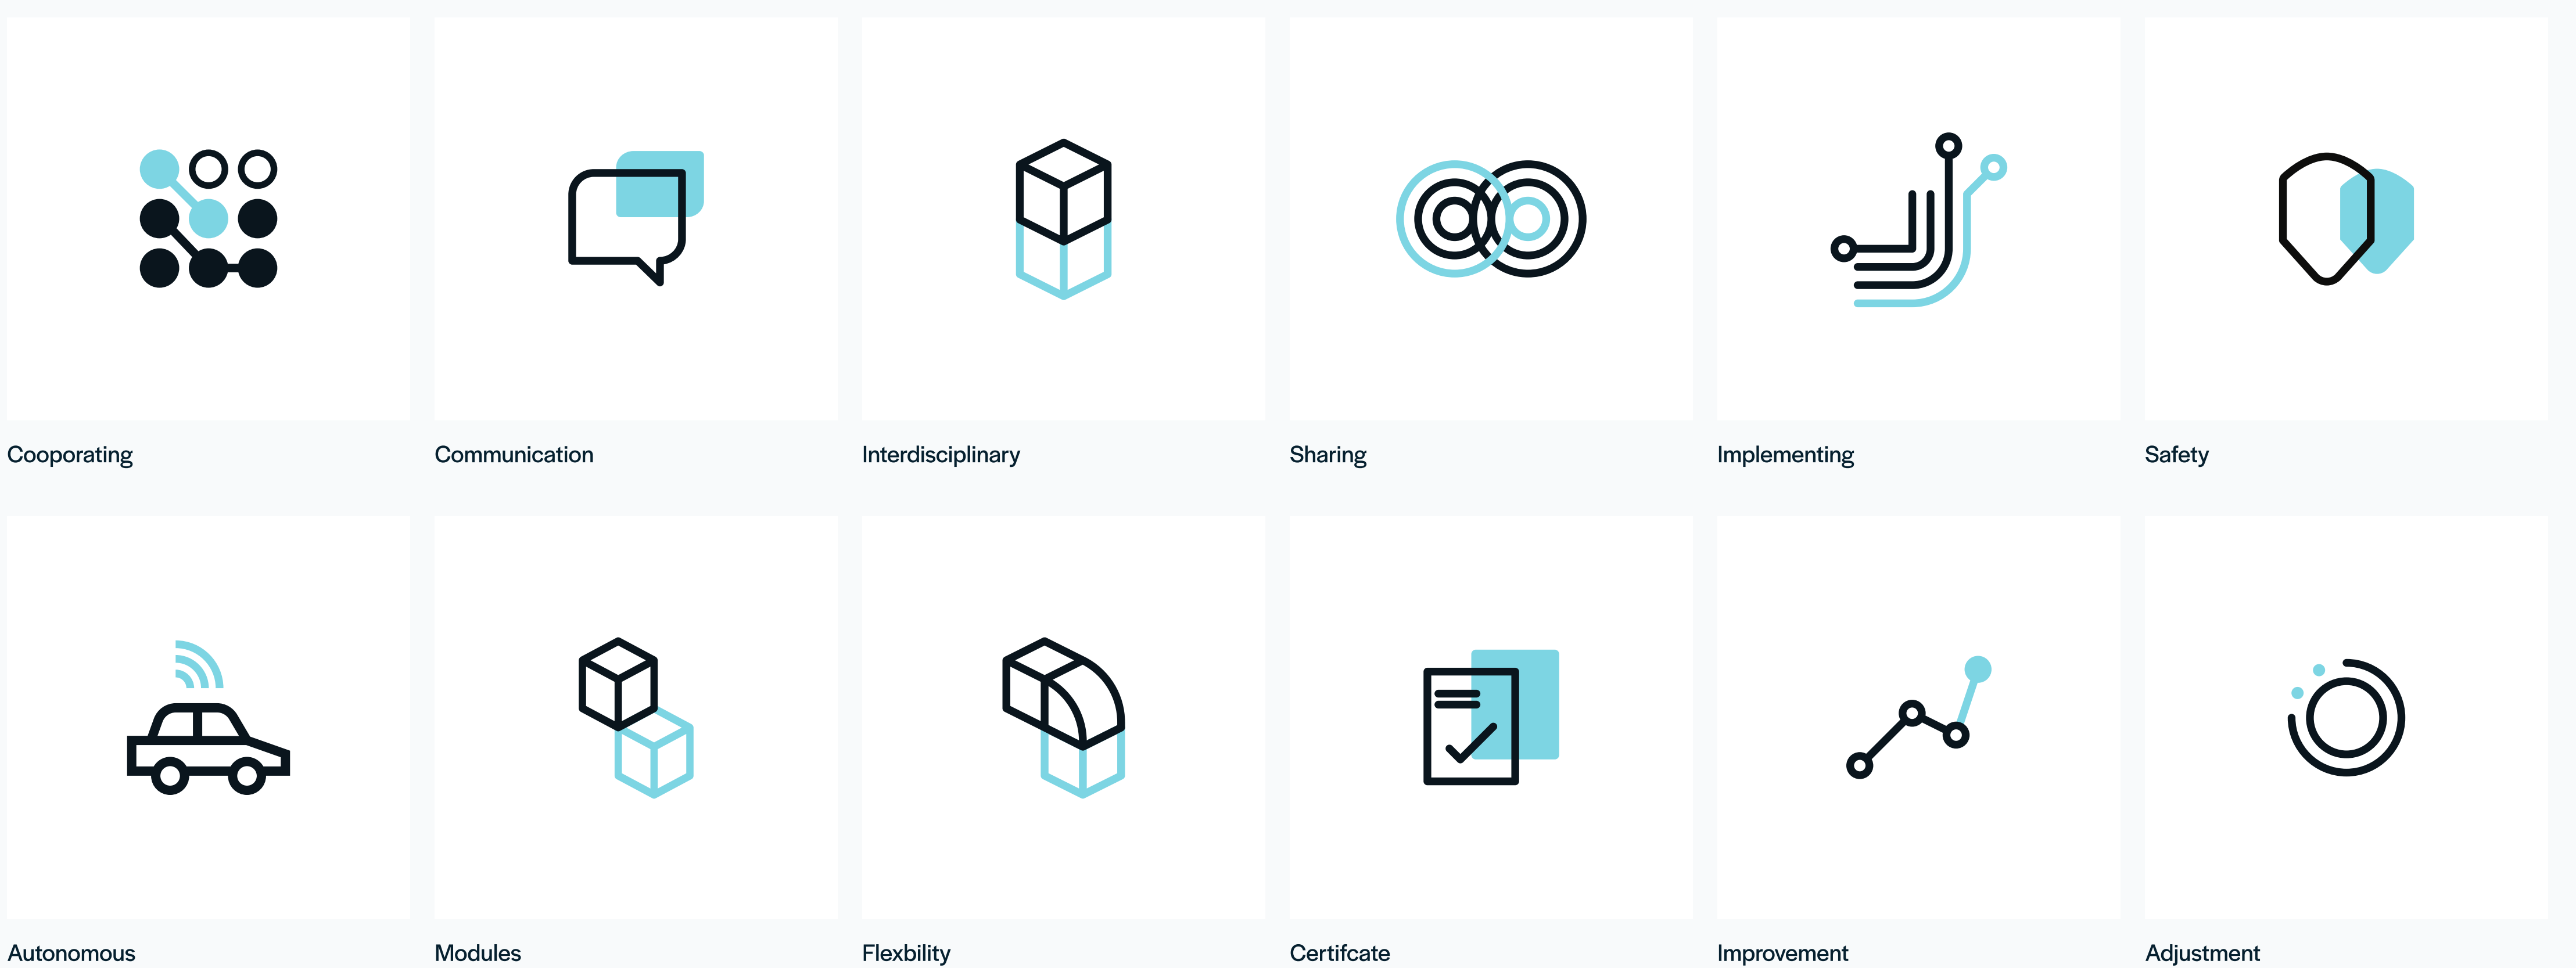 Cooporating
Communication
Interdisciplinary
Sharing
Implementing
Safety
Autonomous
Modules
Flexbility
Certifcate
Improvement
Adjustment